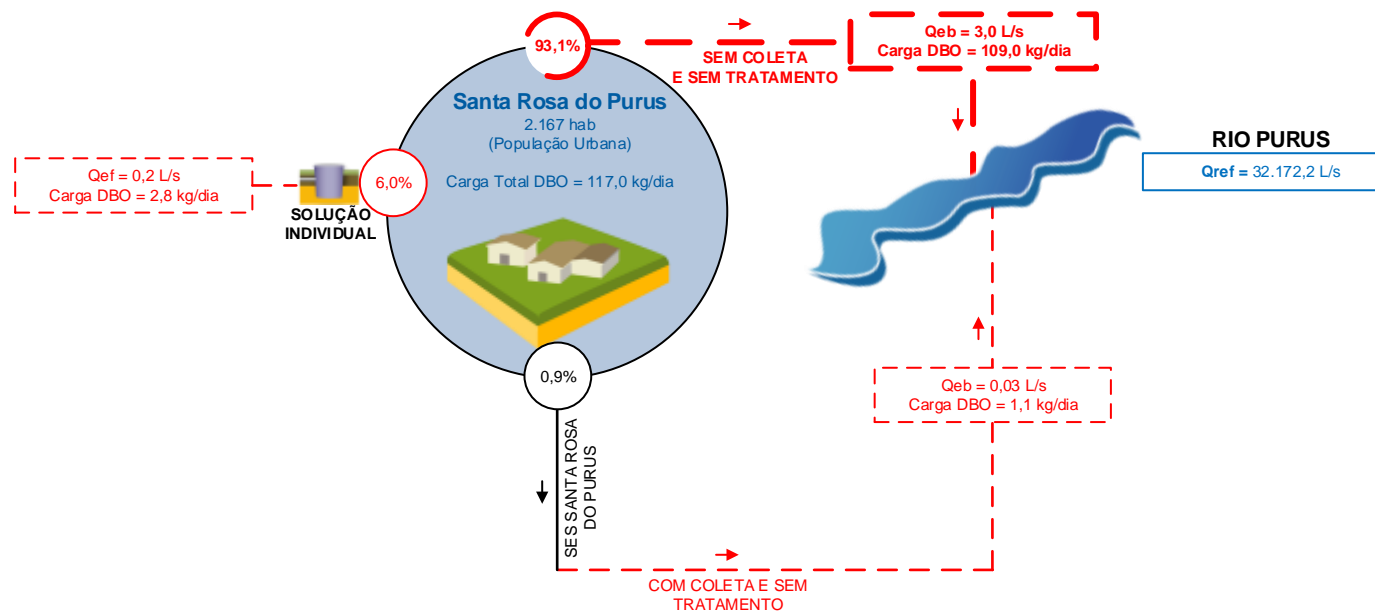 93,1%
SEM COLETA
E SEM TRATAMENTO
Qeb = 3,0 L/s
Carga DBO = 109,0 kg/dia
Santa Rosa do Purus
2.167 hab
(População Urbana)
Carga Total DBO = 117,0 kg/dia
RIO PURUS
Qref = 32.172,2 L/s
Qef = 0,2 L/s
Carga DBO = 2,8 kg/dia
6,0%
SOLUÇÃO
INDIVIDUAL
0,9%
Qeb = 0,03 L/s
Carga DBO = 1,1 kg/dia
SES SANTA ROSA
DO PURUS
COM COLETA E SEM
TRATAMENTO